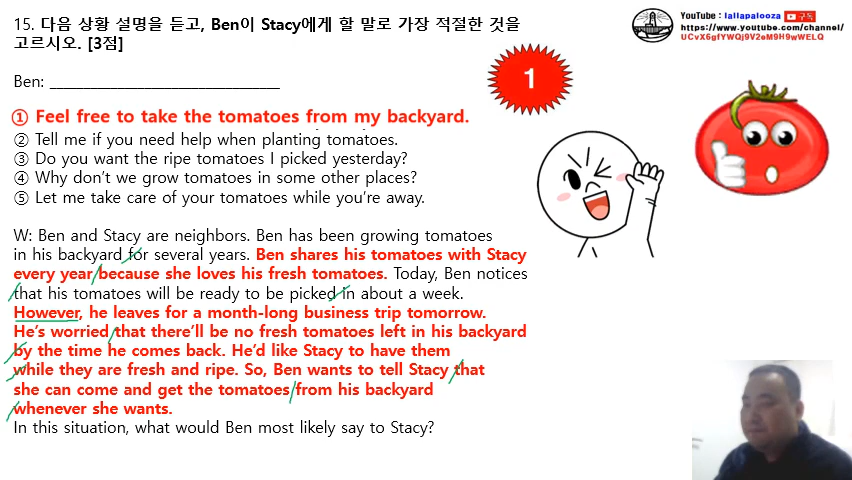 15. 다음 상황 설명을 듣고, Ben이 Stacy에게 할 말로 가장 적절한 것을
고르시오. [3점]
YouTube : lallapalooza 구독
https://www.youtube.com/channel/
UCvX6gfYWQj9V2eM9H9wWELQ
Ben: ________________________________
1
① Feel free to take the tomatoes from my backyard.
② Tell me if you need help when planting tomatoes.
③ Do you want the ripe tomatoes I picked yesterday?
④ Why don't we grow tomatoes in some other places?
⑤ Let me take care of your tomatoes while you're away.
W: Ben and Stacy are neighbors. Ben has been growing tomatoes
in his backyard for several years. Ben shares his tomatoes with Stacy
every year because she loves his fresh tomatoes. Today, Ben notices
that his tomatoes will be ready to be picked in about a week.
However, he leaves for a month-long business trip tomorrow.
He's worried that there'll be no fresh tomatoes left in his backyard
by the time he comes back. He'd like Stacy to have them
while they are fresh and ripe. So, Ben wants to tell Stacy that
she can come and get the tomatoes from his backyard
whenever she wants.
In this situation, what would Ben most likely say to Stacy?